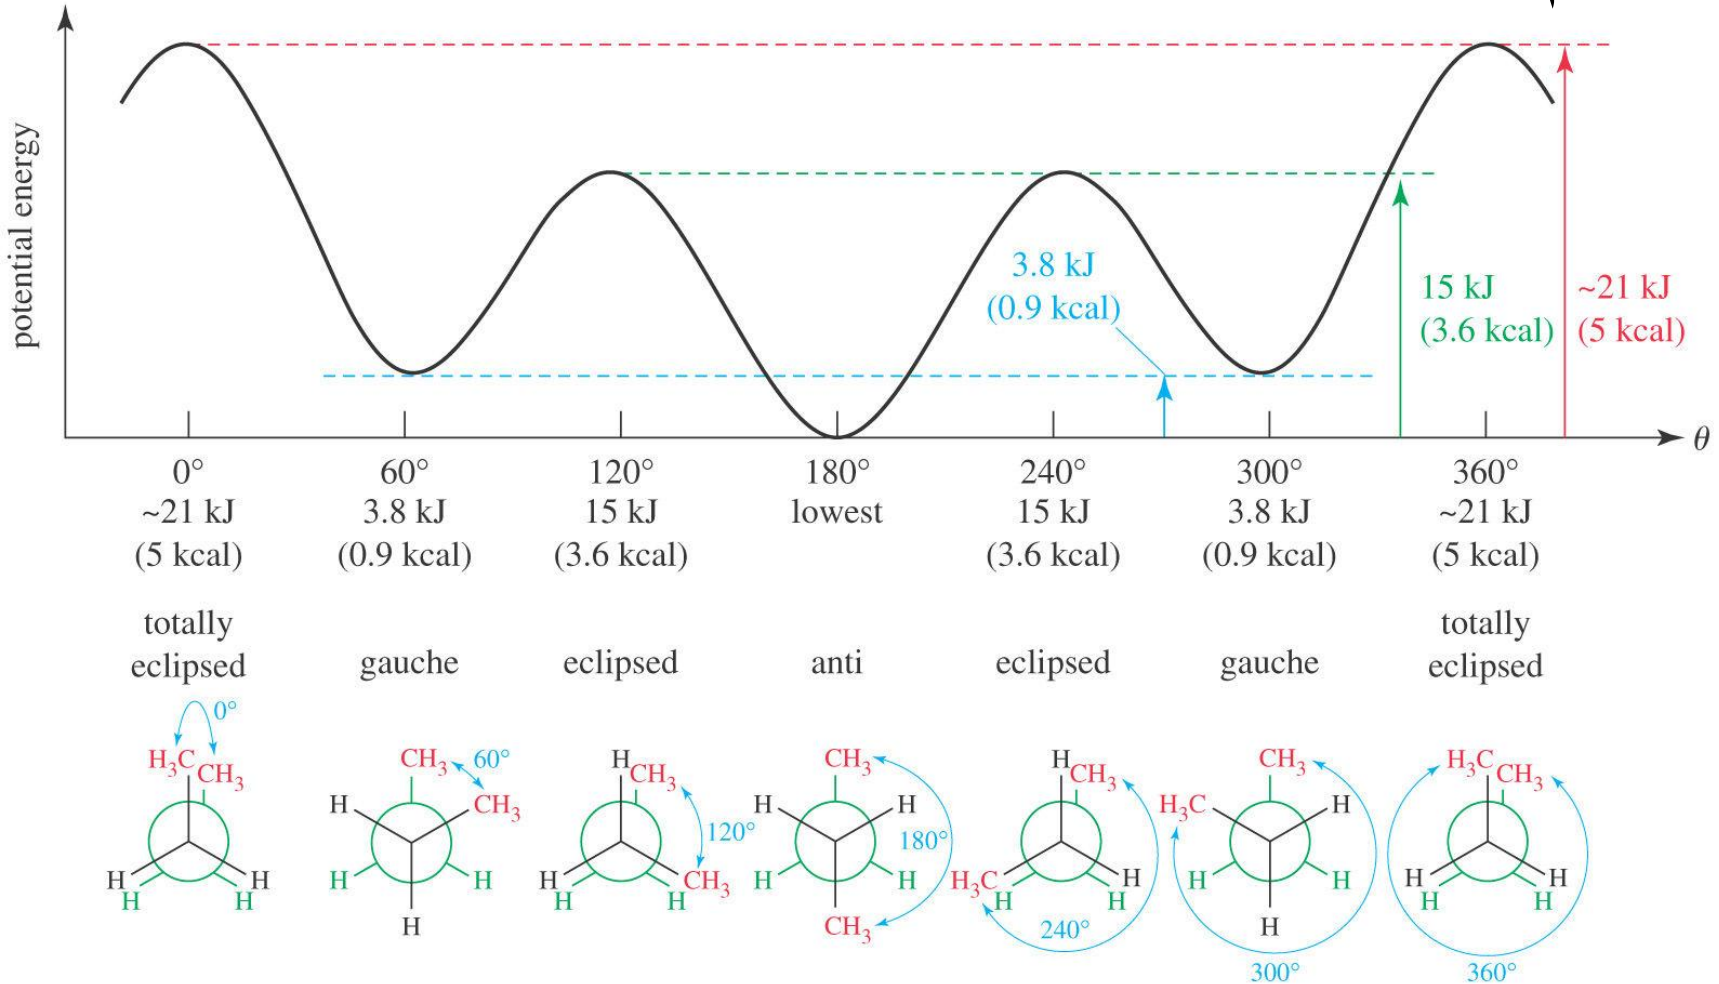 potential energy
3.8 kJ
(0.9 kcal)
15 kJ
(3.6 kcal)
~21 kJ
(5 kcal)
θ
0° 60° 120° 180° 240° 300° 360°
~21 kJ 3.8 kJ 15 kJ lowest 15 kJ 3.8 kJ ~21 kJ
(5 kcal) (0.9 kcal) (3.6 kcal) (3.6 kcal) (0.9 kcal) (5 kcal)
totally totally
eclipsed gauche eclipsed anti eclipsed gauche eclipsed
0°
H₃C
CH₃
H H
H H
CH₃ 60°
H CH₃
H H
H
H
CH₃
120°
H CH₃
H H
CH₃
H H
180°
H H
CH₃
H
CH₃
H₃C H
H H
240°
CH₃
H₃C H
H H
H
300°
H₃C
CH₃
H H
H H
360°